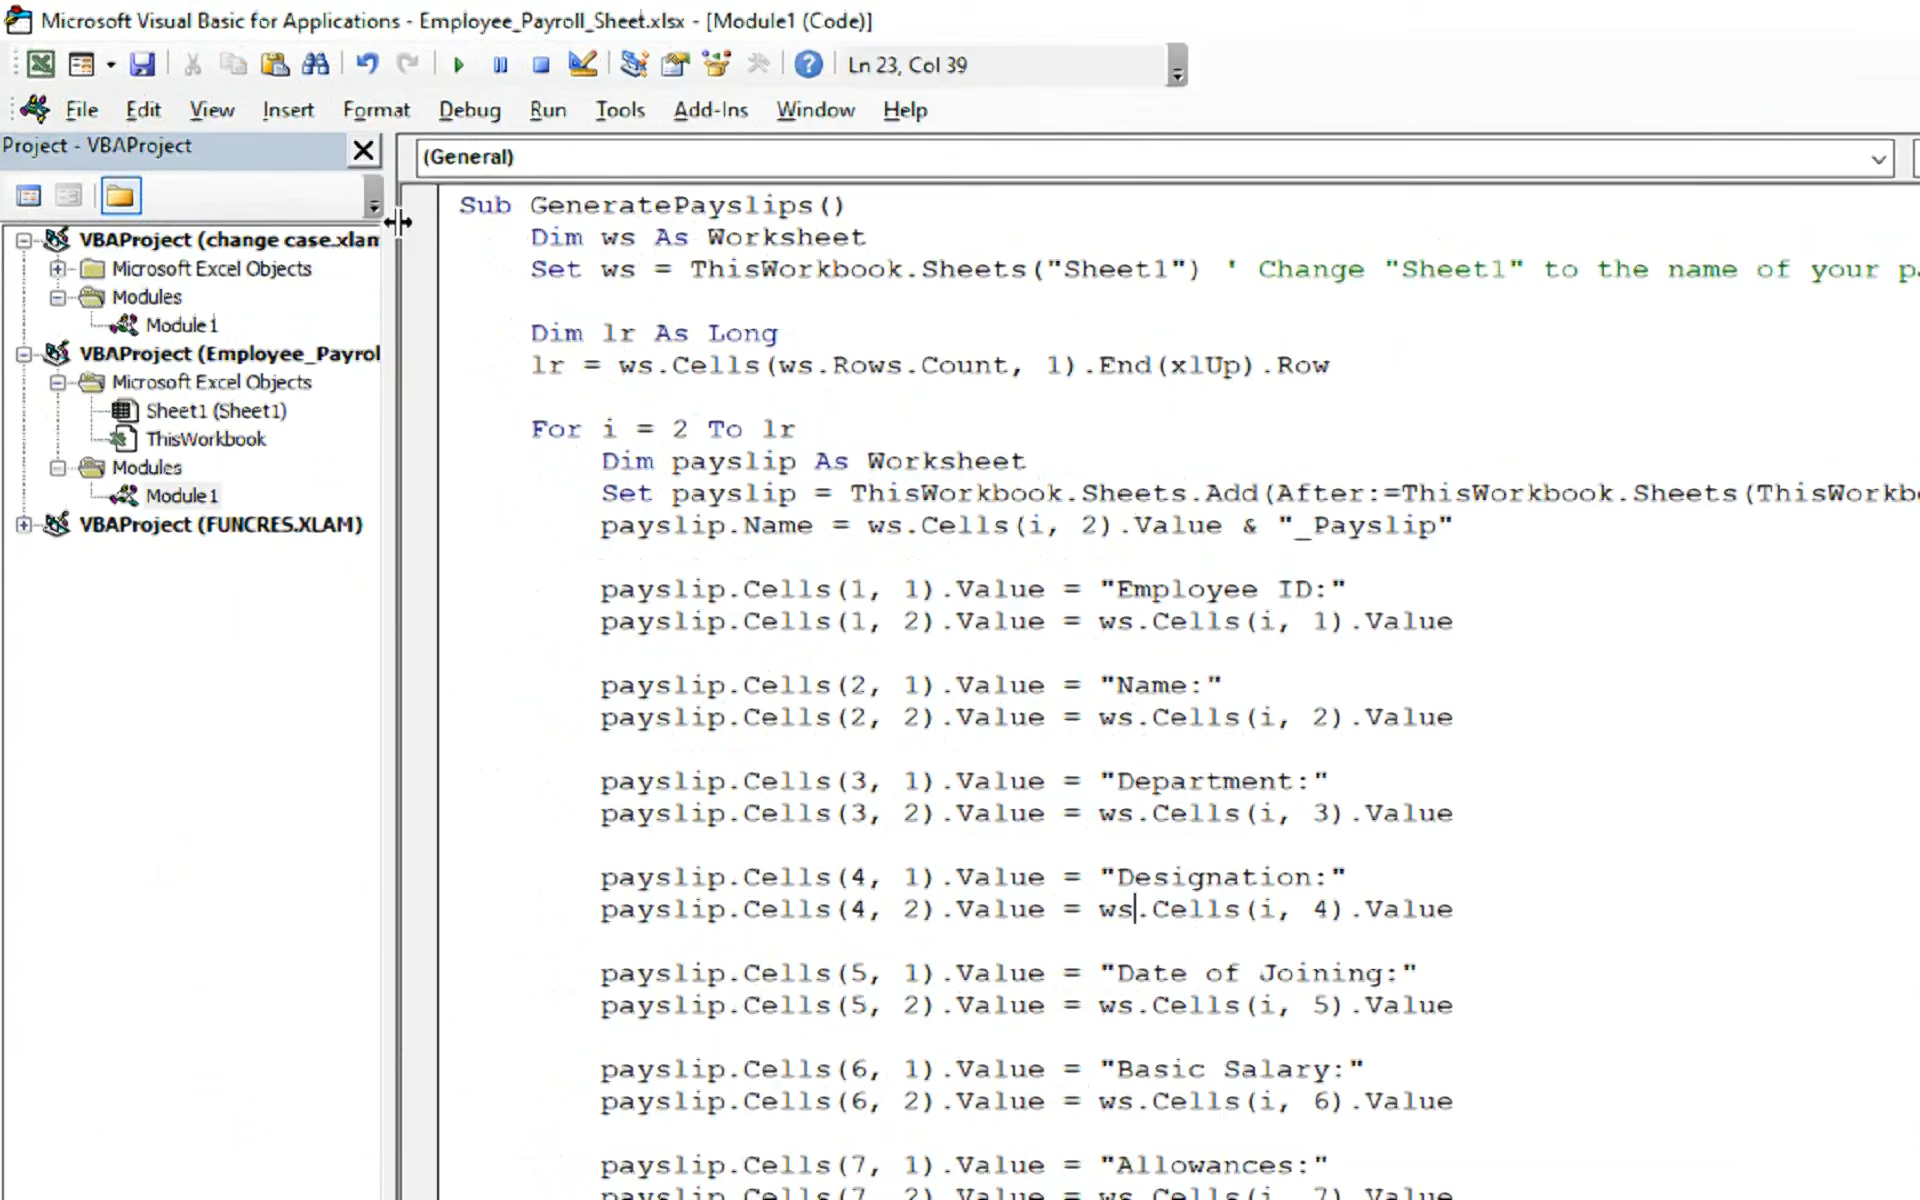 Microsoft Visual Basic for Applications - Employee_Payroll_Sheet.xlsx - [Module1 (Code)]
Ln 23, Col 39
File Edit View Insert Format Debug Run Tools Add-Ins Window Help
Project - VBAProject
(General)
VBAProject (change case.xlam
Microsoft Excel Objects
Modules
Module1
VBAProject (Employee_Payrol
Microsoft Excel Objects
Sheet1 (Sheet1)
ThisWorkbook
Modules
Module1
VBAProject (FUNCRES.XLAM)
Sub GeneratePayslips()
Dim ws As Worksheet
Set ws = ThisWorkbook.Sheets("Sheet1") ' Change "Sheet1" to the name of your p
Dim lr As Long
lr = ws.Cells(ws.Rows.Count, 1).End(xlUp).Row
For i = 2 To lr
Dim payslip As Worksheet
Set payslip = ThisWorkbook.Sheets.Add(After:=ThisWorkbook.Sheets(ThisWorkb
payslip.Name = ws.Cells(i, 2).Value & "_Payslip"
payslip.Cells(1, 1).Value = "Employee ID:"
payslip.Cells(1, 2).Value = ws.Cells(i, 1).Value
payslip.Cells(2, 1).Value = "Name:"
payslip.Cells(2, 2).Value = ws.Cells(i, 2).Value
payslip.Cells(3, 1).Value = "Department:"
payslip.Cells(3, 2).Value = ws.Cells(i, 3).Value
payslip.Cells(4, 1).Value = "Designation:"
payslip.Cells(4, 2).Value = ws.Cells(i, 4).Value
payslip.Cells(5, 1).Value = "Date of Joining:"
payslip.Cells(5, 2).Value = ws.Cells(i, 5).Value
payslip.Cells(6, 1).Value = "Basic Salary:"
payslip.Cells(6, 2).Value = ws.Cells(i, 6).Value
payslip.Cells(7, 1).Value = "Allowances:"
payslip.Cells(7, 2).Value = ws.Cells(i, 7).Value